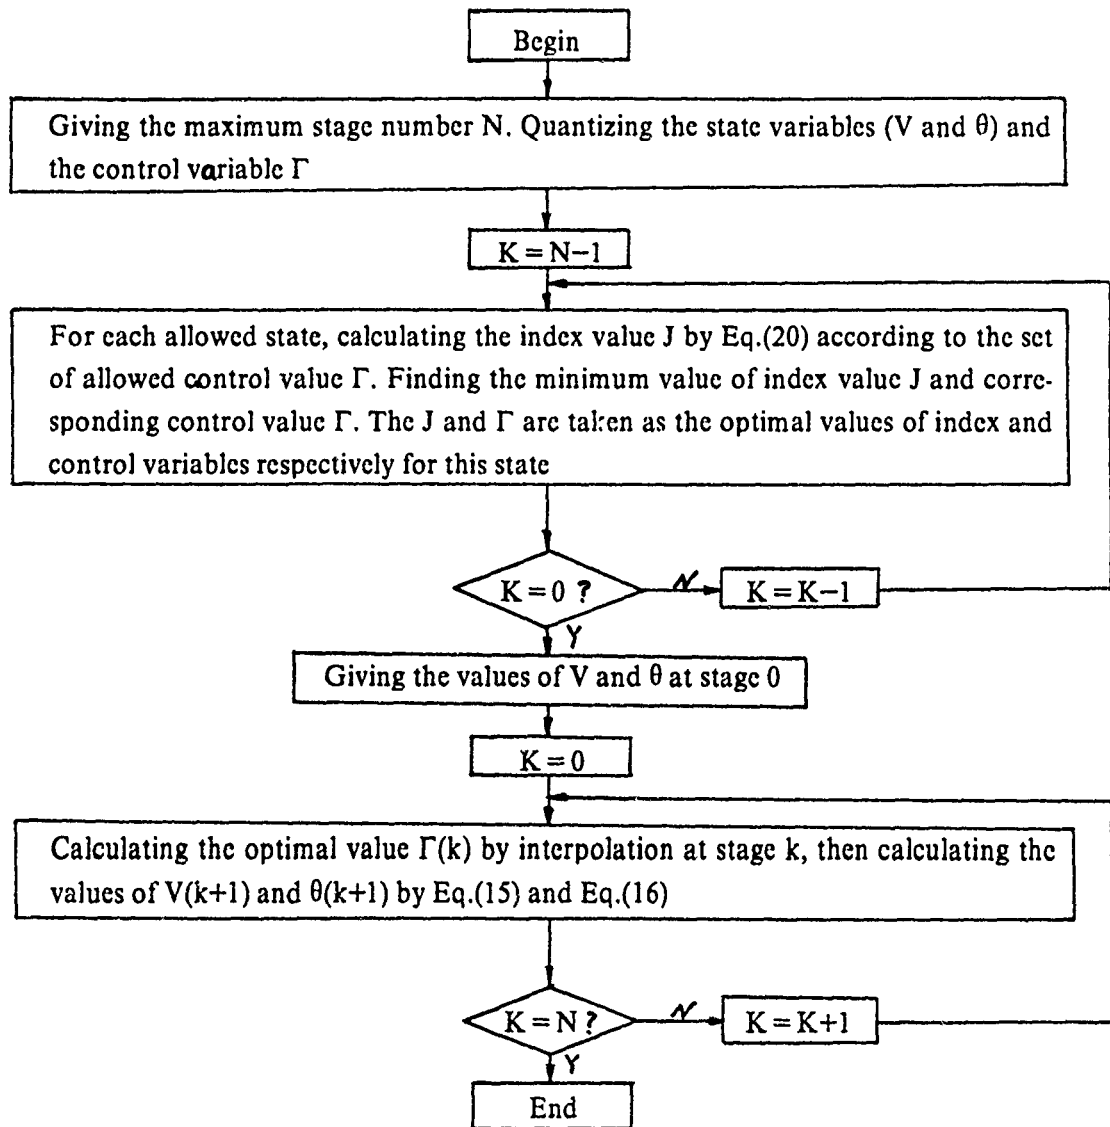 Begin
Giving the maximum stage number N. Quantizing the state variables (V and θ) and
the control variable Γ
K = N−1
For each allowed state, calculating the index value J by Eq.(20) according to the set
of allowed control value Γ. Finding the minimum value of index value J and corre-
sponding control value Γ. The J and Γ are taken as the optimal values of index and
control variables respectively for this state
K = 0 ?
N
K = K−1
Y
Giving the values of V and θ at stage 0
K = 0
Calculating the optimal value Γ(k) by interpolation at stage k, then calculating the
values of V(k+1) and θ(k+1) by Eq.(15) and Eq.(16)
K = N ?
N
K = K+1
Y
End